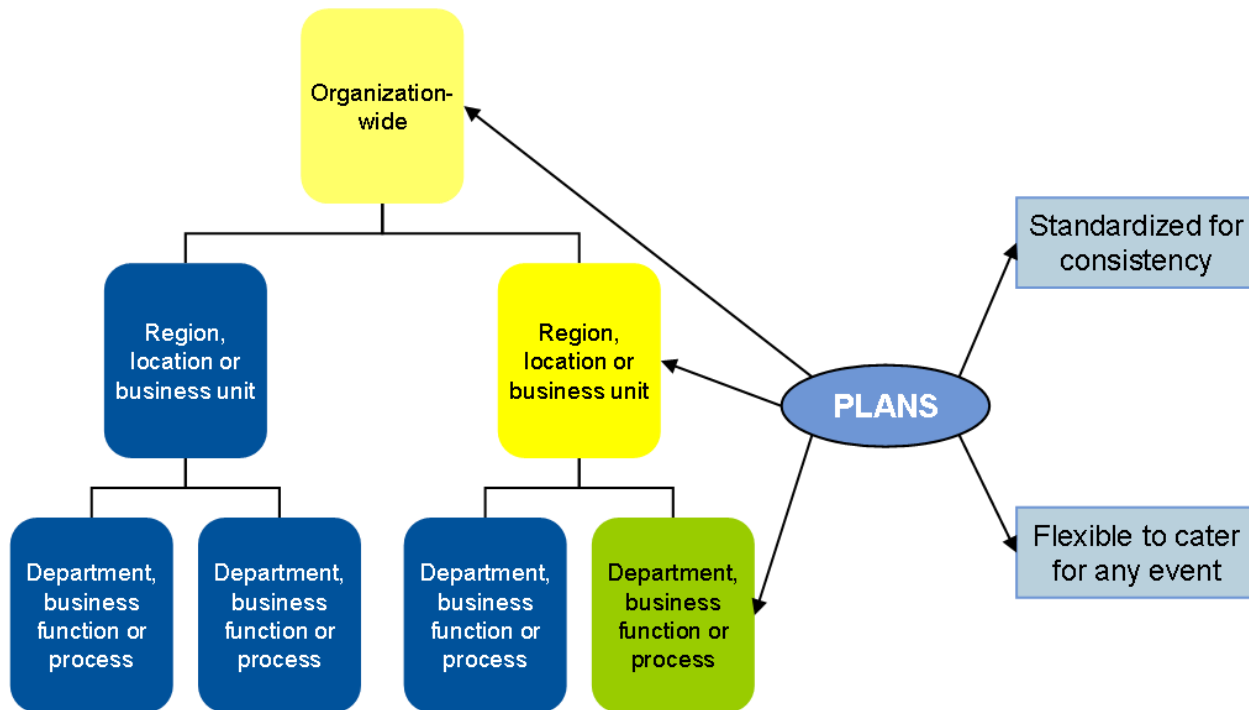 Organization-
wide
Standardized for
consistency
Region,
location or
business unit
Region,
location or
business unit
PLANS
Flexible to cater
for any event
Department,
business
function or
process
Department,
business
function or
process
Department,
business
function or
process
Department,
business
function or
process